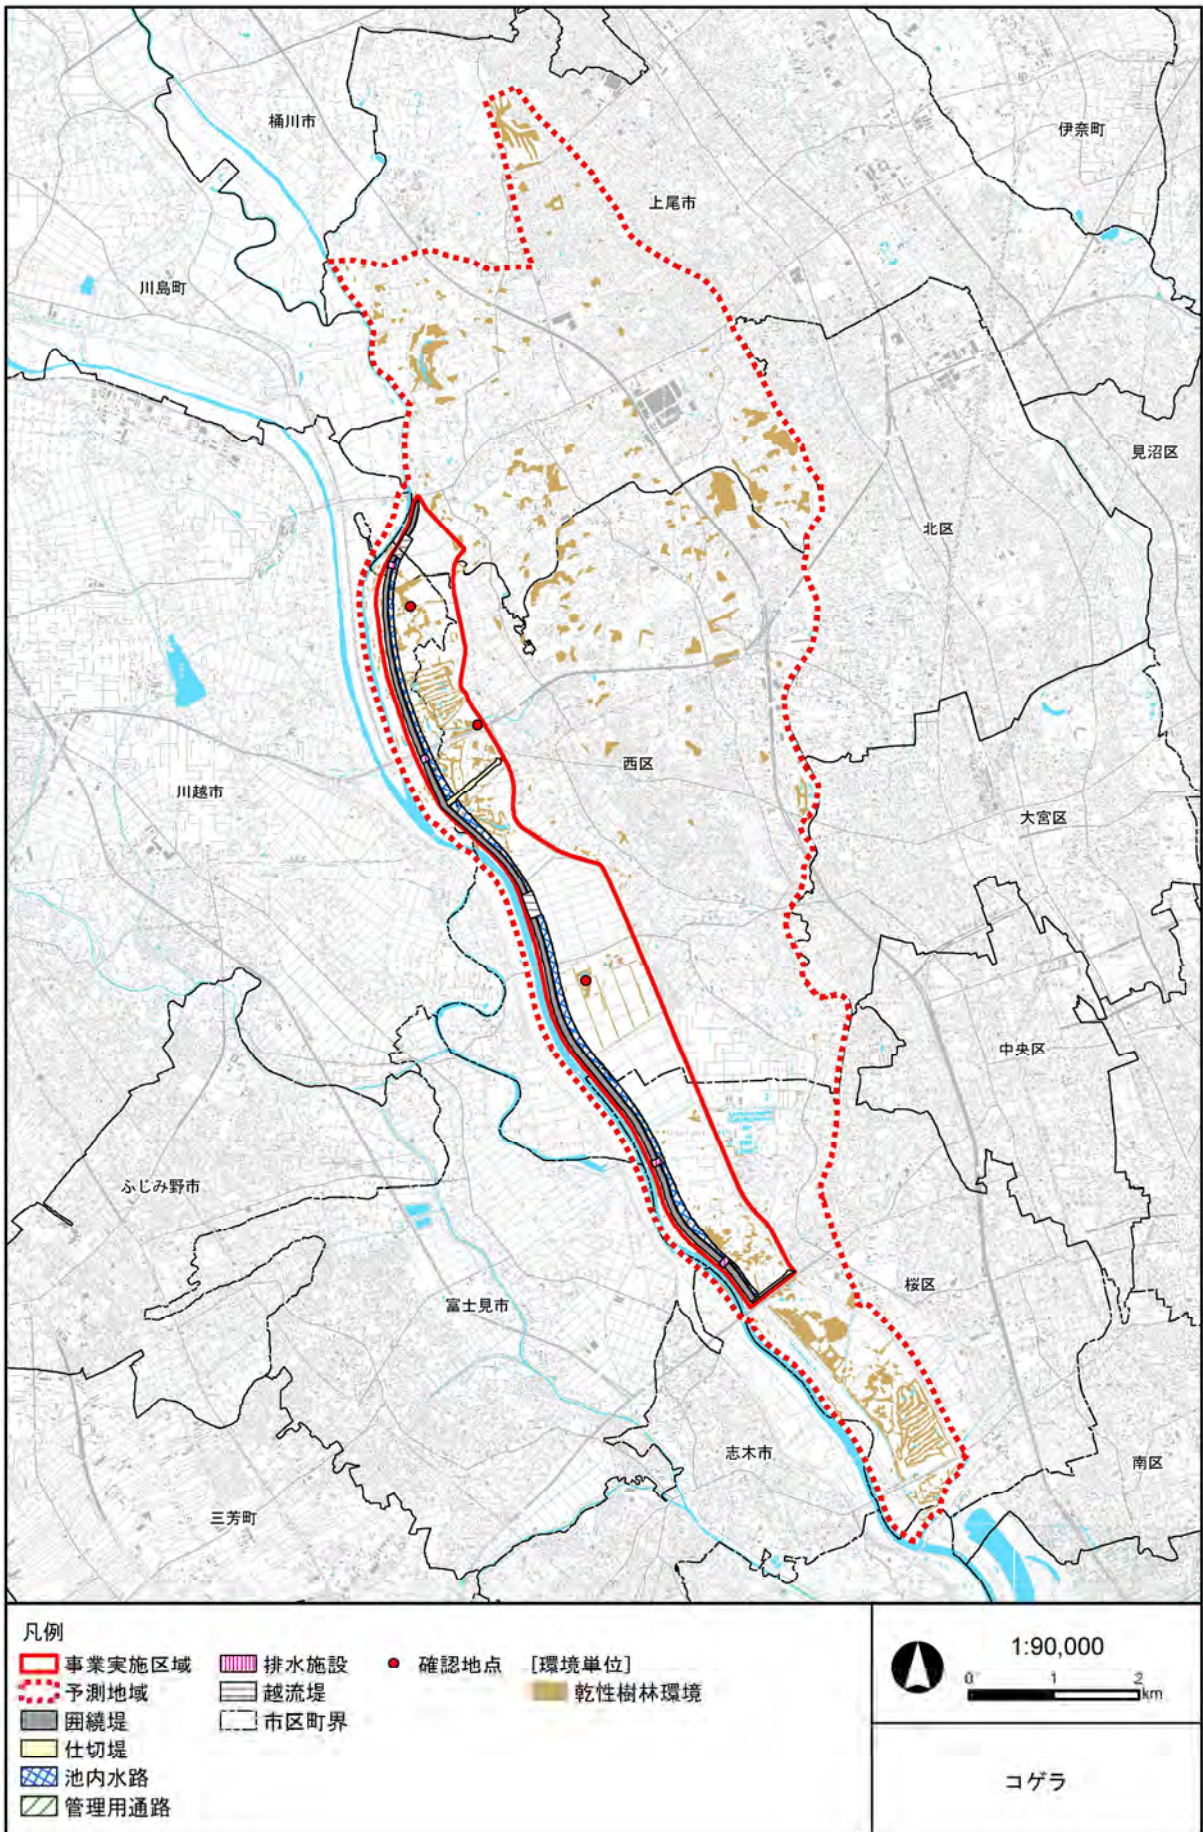 桶川市
伊奈町
上尾市
川島町
見沼区
北区
西区
川越市
大宮区
中央区
ふじみ野市
桜区
富士見市
志木市
南区
三芳町
凡例
事業実施区域
予測地域
囲繞堤
仕切堤
池内水路
管理用通路
排水施設
越流堤
市区町界
確認地点
[環境単位]
乾性樹林環境
1:90,000
0 1 2
km
コゲラ